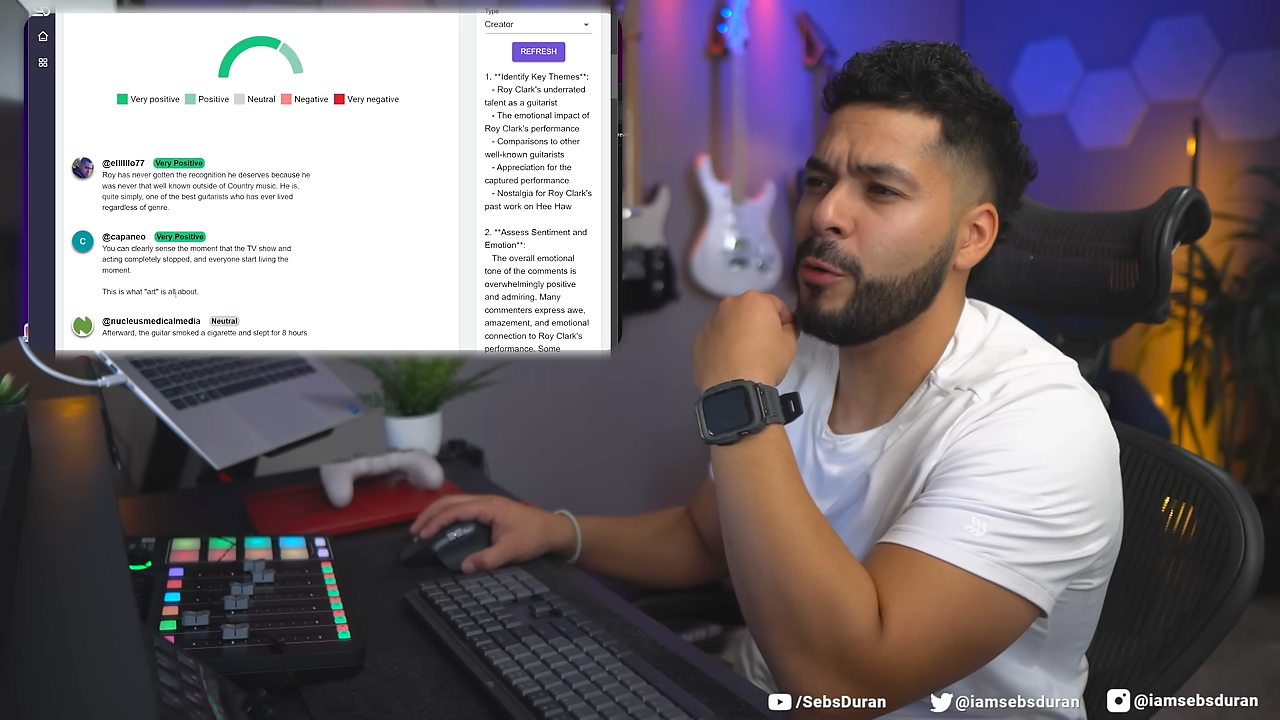 Type
Creator
REFRESH
Very positive Positive Neutral Negative Very negative
@ellllllo77 Very Positive
Roy has never gotten the recognition he deserves because he
was never that well known outside of Country music. He is,
quite simply, one of the best guitarists who has ever lived
regardless of genre.
C
@capaneo Very Positive
You can clearly sense the moment that the TV show and
acting completely stopped, and everyone start living the
moment.
This is what "art" is all about.
@nucleusmedicalmedia Neutral
Afterward, the guitar smoked a cigarette and slept for 8 hours.
1. **Identify Key Themes**:
- Roy Clark's underrated
talent as a guitarist
- The emotional impact of
Roy Clark's performance
- Comparisons to other
well-known guitarists
- Appreciation for the
captured performance
- Nostalgia for Roy Clark's
past work on Hee Haw
2. **Assess Sentiment and
Emotion**:
The overall emotional
tone of the comments is
overwhelmingly positive
and admiring. Many
commenters express awe,
amazement, and emotional
connection to Roy Clark's
performance. Some
/SebsDuran @iamsebsduran @iamsebsduran